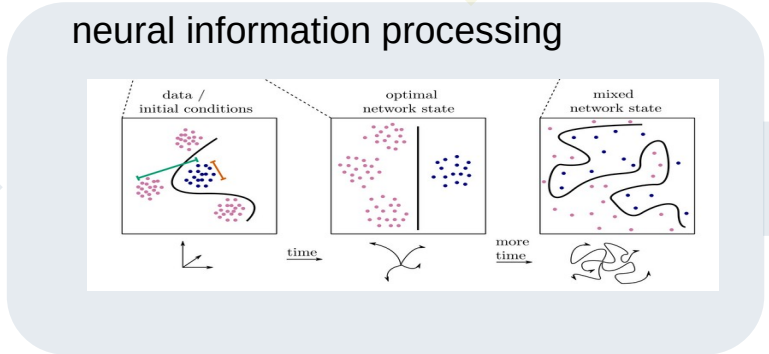 neural information processing
data /
initial conditions
optimal
network state
mixed
network state
time
more
time